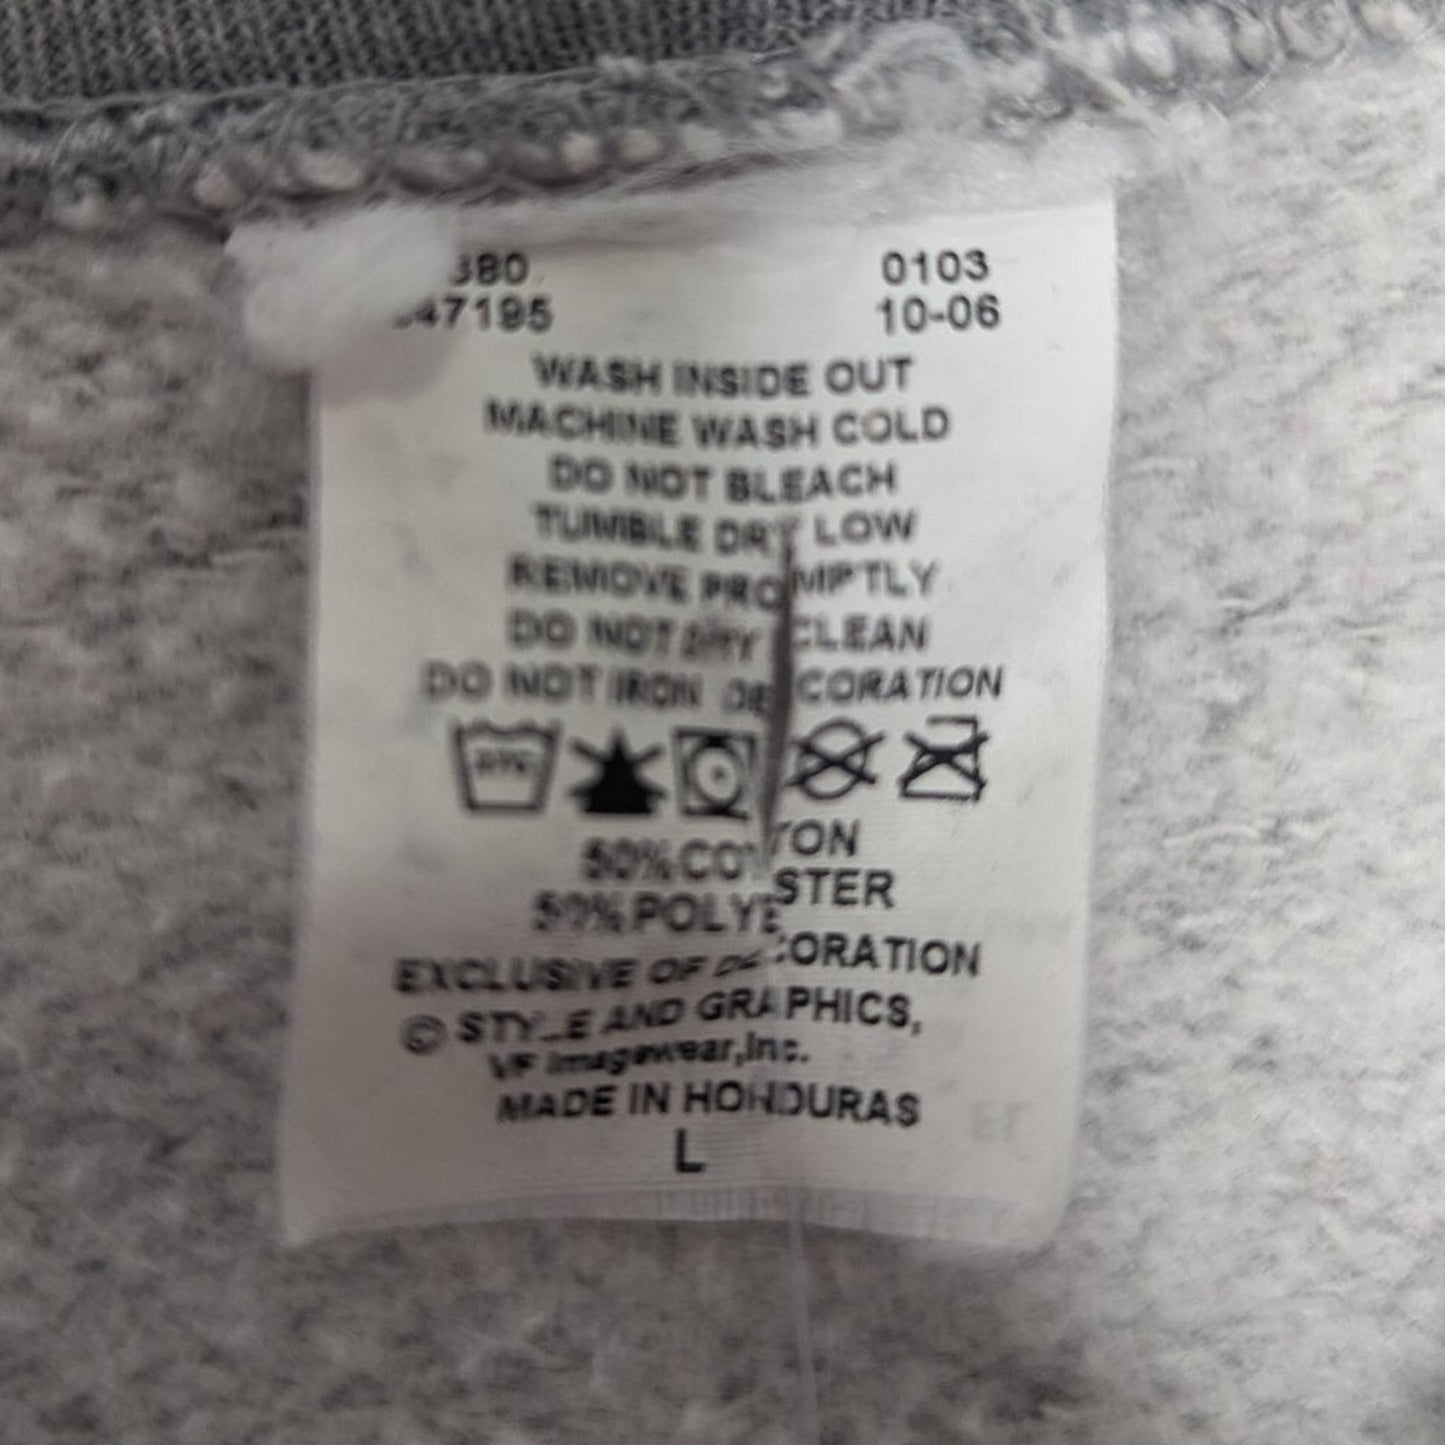 380 0103
47195 10-06
WASH INSIDE OUT
MACHINE WASH COLD
DO NOT BLEACH
TUMBLE DRY LOW
REMOVE PROMPTLY
DO NOT DRY CLEAN
DO NOT IRON DECORATION
50% COTTON
50% POLYESTER
EXCLUSIVE OF DECORATION
© STYLE AND GRAPHICS,
VF Imagewear,Inc.
MADE IN HONDURAS
L